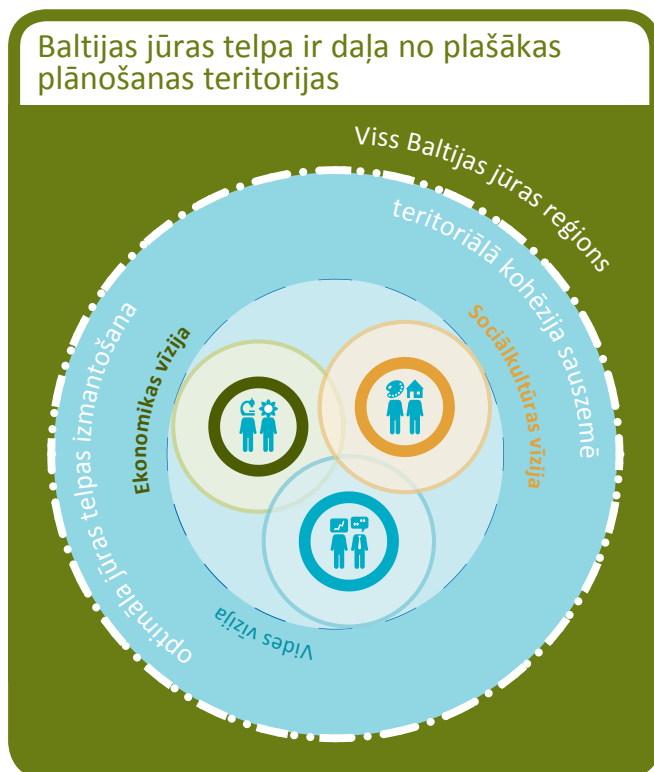 Baltijas jūras telpa ir daļa no plašākas
plānošanas teritorijas
Viss Baltijas jūras reģions
teritoriālā kohēzija sauszemē
optimāla jūras telpas izmantošana
Ekonomikas vīzija
Sociālkultūras vīzija
Vides vīzija